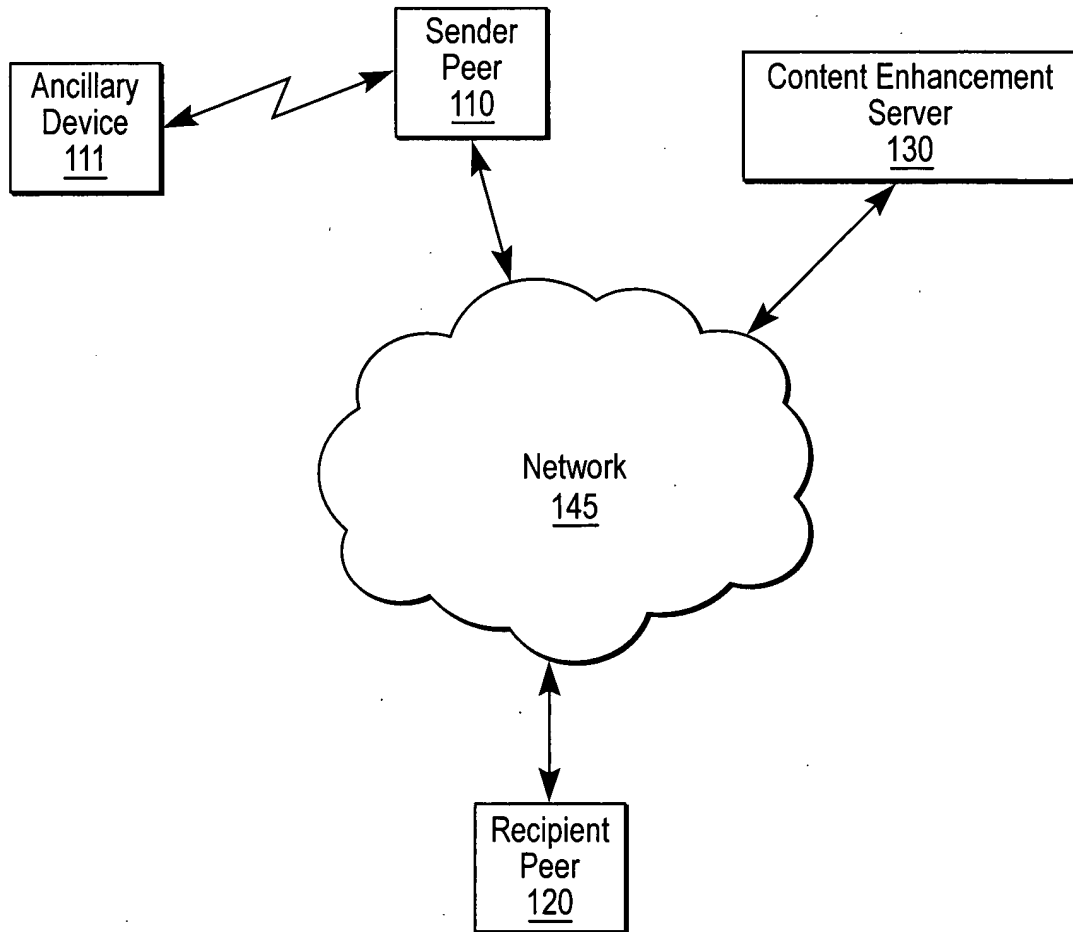 Ancillary
Device
111
Sender
Peer
110
Content Enhancement
Server
130
Network
145
Recipient
Peer
120